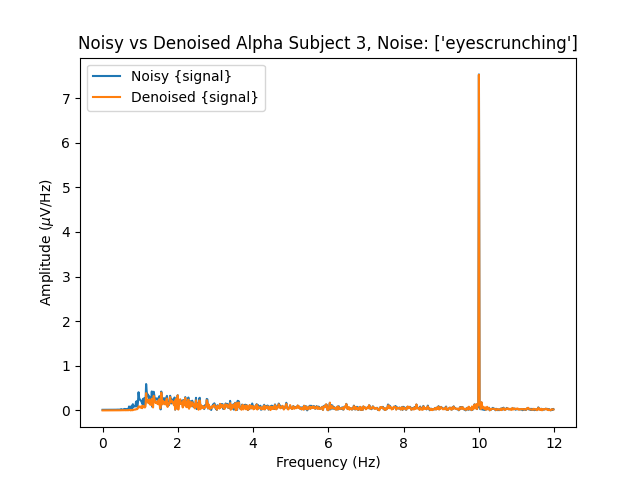 Noisy vs Denoised Alpha Subject 3, Noise: ['eyescrunching']
Noisy {signal}
Denoised {signal}
Amplitude (μV/Hz)
7
6
5
4
3
2
1
0
0 2 4 6 8 10 12
Frequency (Hz)